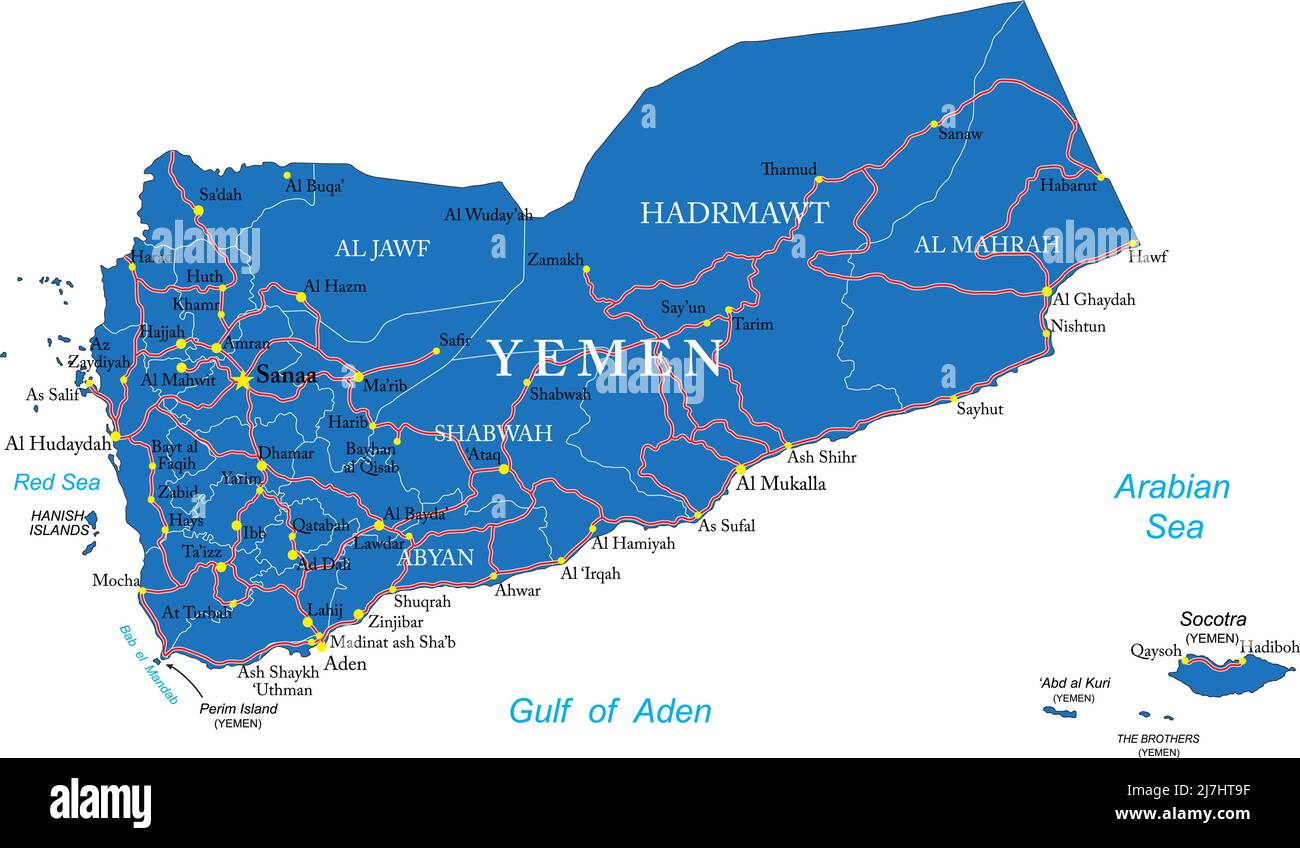 Sa'dah
Al Buqa'
Al Wuday'ah
Thamud
Sanaw
Habarut
HADRMAWT
AL JAWF
AL MAHRAH
Hawf
Harad
Huth
Khamr
Al Hazm
Zamakh
Al Ghaydah
Nishtun
Say'un
Tarim
Hajjah
Amran
Safir
YEMEN
Az
Zaydiyah
Al Mahwit
Sanaa
Ma'rib
Shabwah
As Salif
Sayhut
Harib
SHABWAH
Al Hudaydah
Bayt al
Faqih
Dhamar
Bayhan
al Qisab
'Ataq
Ash Shihr
Yarim
Al Mukalla
Red Sea
Arabian
Sea
Zabid
HANISH
ISLANDS
Hays
Ibb
Qatabah
Al Bayda'
Lawdar
As Sufal
Al Hamiyah
Ta'izz
Ad Dali
ABYAN
Al 'Irqah
Mocha
Ahwar
At Turbah
Lahij
Shuqrah
Zinjibar
Madinat ash Sha'b
Aden
Ash Shaykh
'Uthman
Bab el Mandab
Perim Island
(YEMEN)
Gulf of Aden
Socotra
(YEMEN)
Qaysoh
Hadiboh
'Abd al Kuri
(YEMEN)
THE BROTHERS
(YEMEN)
a
alamy
alamy
a
a
a
a
a
alamy
Image ID: 2J7HT9F
www.alamy.com